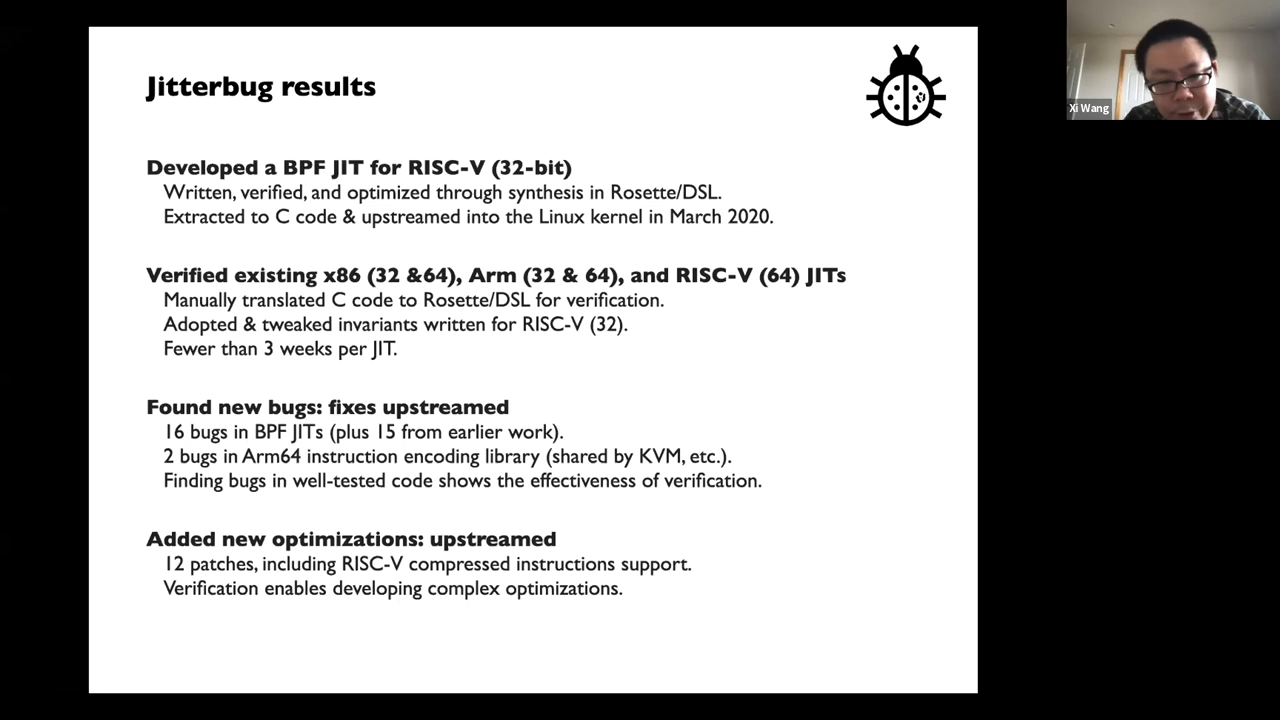 Jitterbug results
Xi Wang
Developed a BPF JIT for RISC-V (32-bit)
Written, verified, and optimized through synthesis in Rosette/DSL.
Extracted to C code & upstreamed into the Linux kernel in March 2020.
Verified existing x86 (32 &64), Arm (32 & 64), and RISC-V (64) JITs
Manually translated C code to Rosette/DSL for verification.
Adopted & tweaked invariants written for RISC-V (32).
Fewer than 3 weeks per JIT.
Found new bugs: fixes upstreamed
16 bugs in BPF JITs (plus 15 from earlier work).
2 bugs in Arm64 instruction encoding library (shared by KVM, etc.).
Finding bugs in well-tested code shows the effectiveness of verification.
Added new optimizations: upstreamed
12 patches, including RISC-V compressed instructions support.
Verification enables developing complex optimizations.